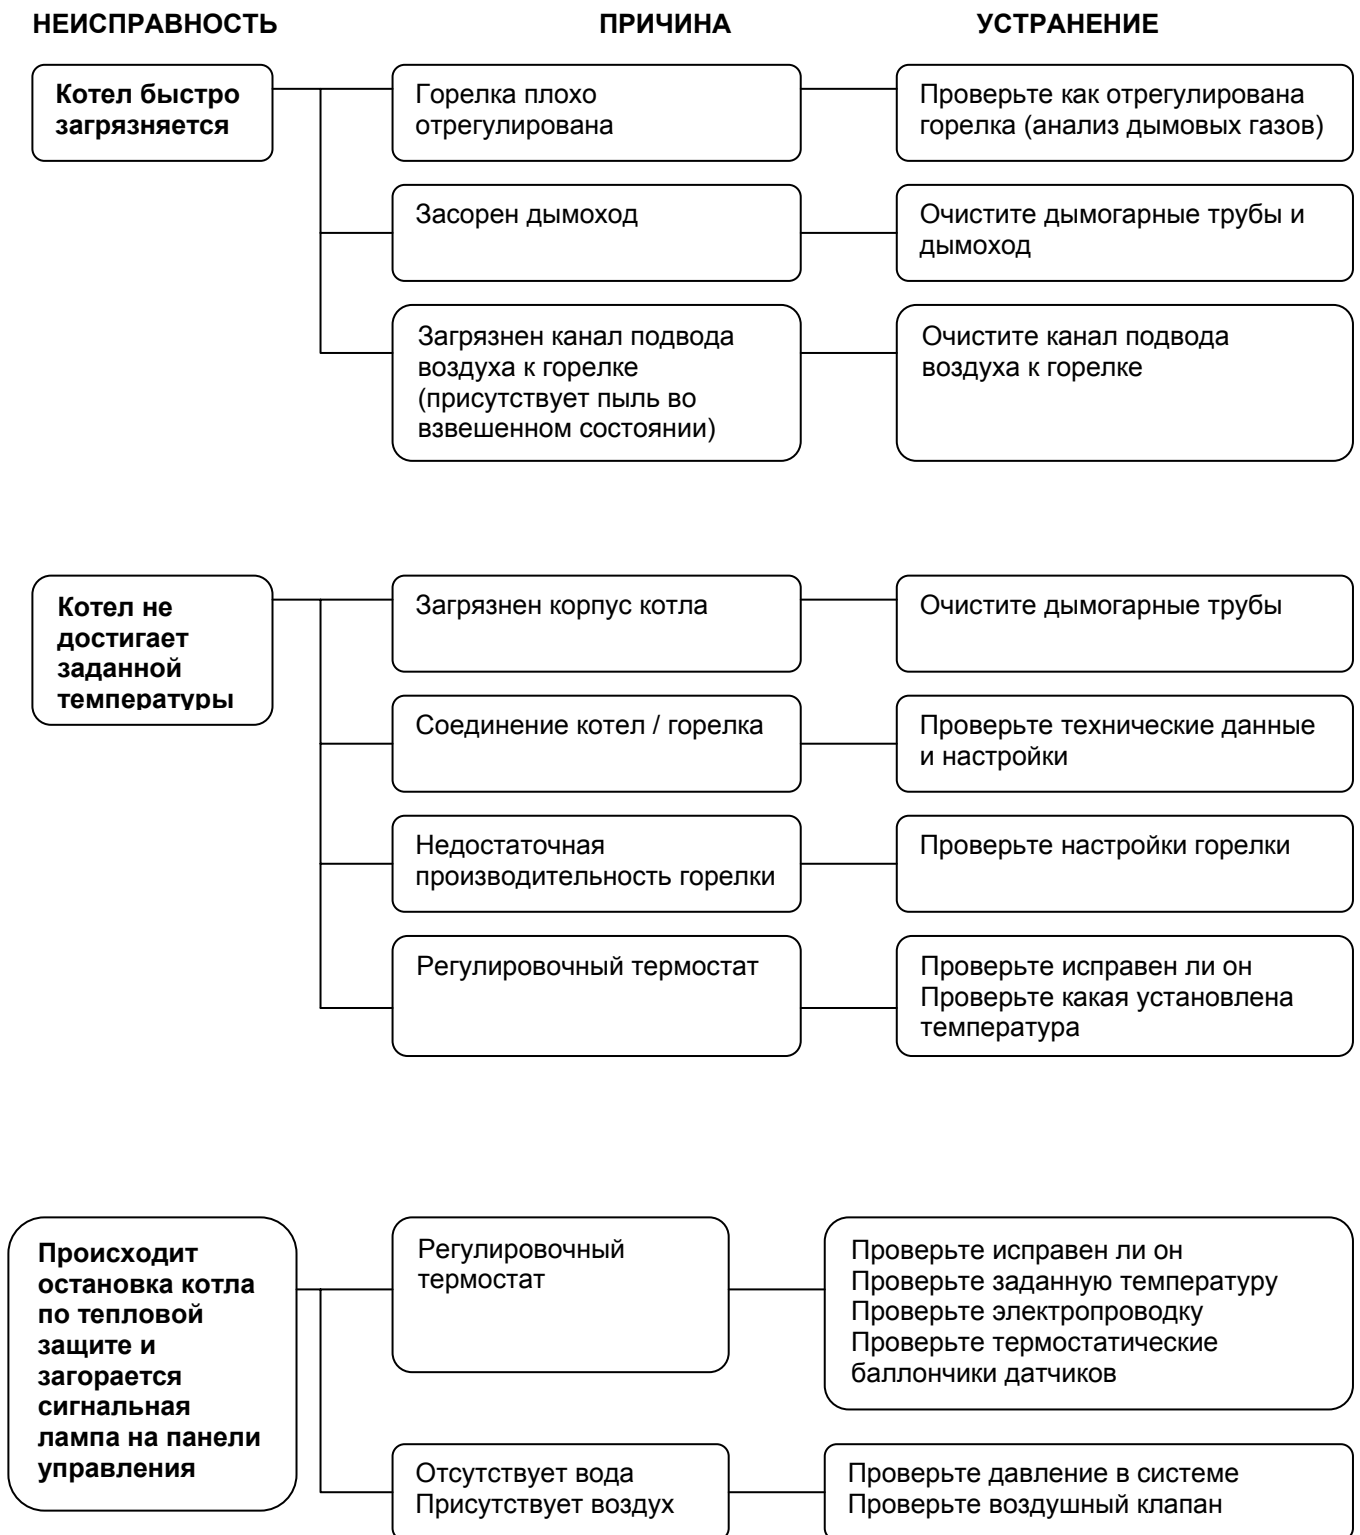 НЕИСПРАВНОСТЬ ПРИЧИНА УСТРАНЕНИЕ
Котел быстро
загрязняется
Горелка плохо
отрегулирована
Проверьте как отрегулирована
горелка (анализ дымовых газов)
Засорен дымоход
Очистите дымогарные трубы и
дымоход
Загрязнен канал подвода
воздуха к горелке
(присутствует пыль во
взвешенном состоянии)
Очистите канал подвода
воздуха к горелке
Котел не
достигает
заданной
температуры
Загрязнен корпус котла
Очистите дымогарные трубы
Соединение котел / горелка
Проверьте технические данные
и настройки
Недостаточная
производительность горелки
Проверьте настройки горелки
Регулировочный термостат
Проверьте исправен ли он
Проверьте какая установлена
температура
Происходит
остановка котла
по тепловой
защите и
загорается
сигнальная
лампа на панели
управления
Регулировочный
термостат
Проверьте исправен ли он
Проверьте заданную температуру
Проверьте электропроводку
Проверьте термостатические
баллончики датчиков
Отсутствует вода
Присутствует воздух
Проверьте давление в системе
Проверьте воздушный клапан